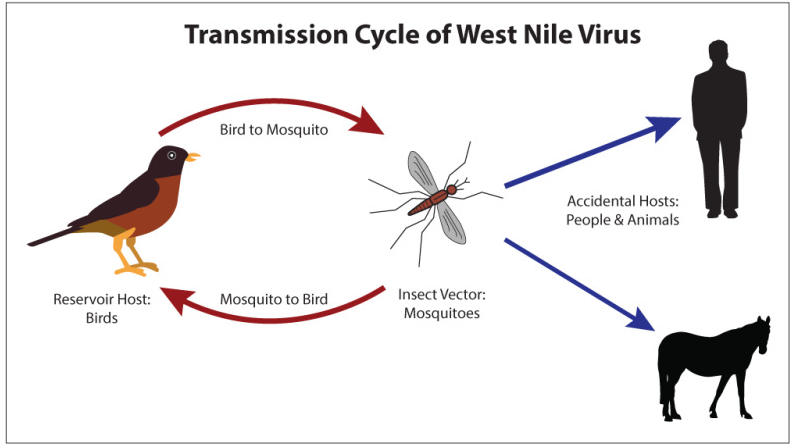 Transmission Cycle of West Nile Virus
Bird to Mosquito
Accidental Hosts:
People & Animals
Reservoir Host:
Birds
Mosquito to Bird
Insect Vector:
Mosquitoes